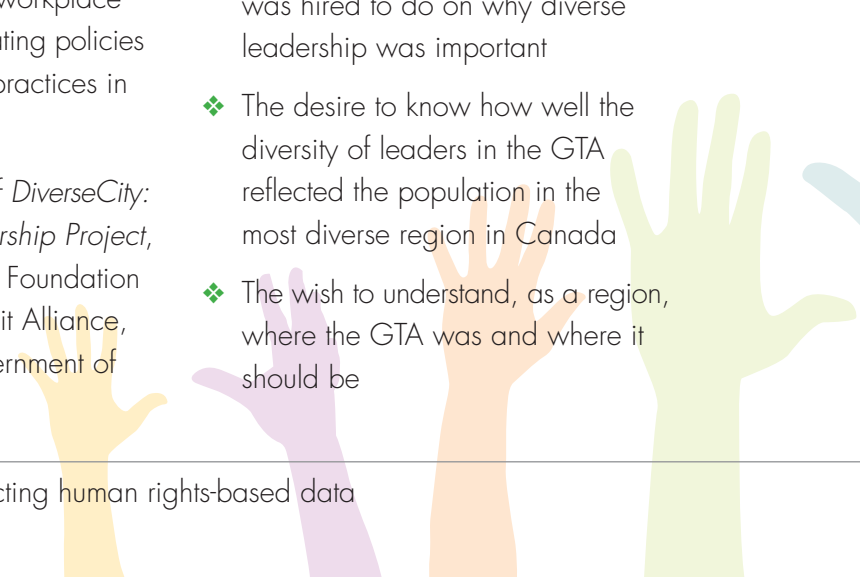 workplace
ting policies
practices in
f DiverseCity:
rship Project,
Foundation
it Alliance,
ernment of
was hired to do on why diverse
leadership was important
❖ The desire to know how well the
diversity of leaders in the GTA
reflected the population in the
most diverse region in Canada
❖ The wish to understand, as a region,
where the GTA was and where it
should be
cting human rights-based data